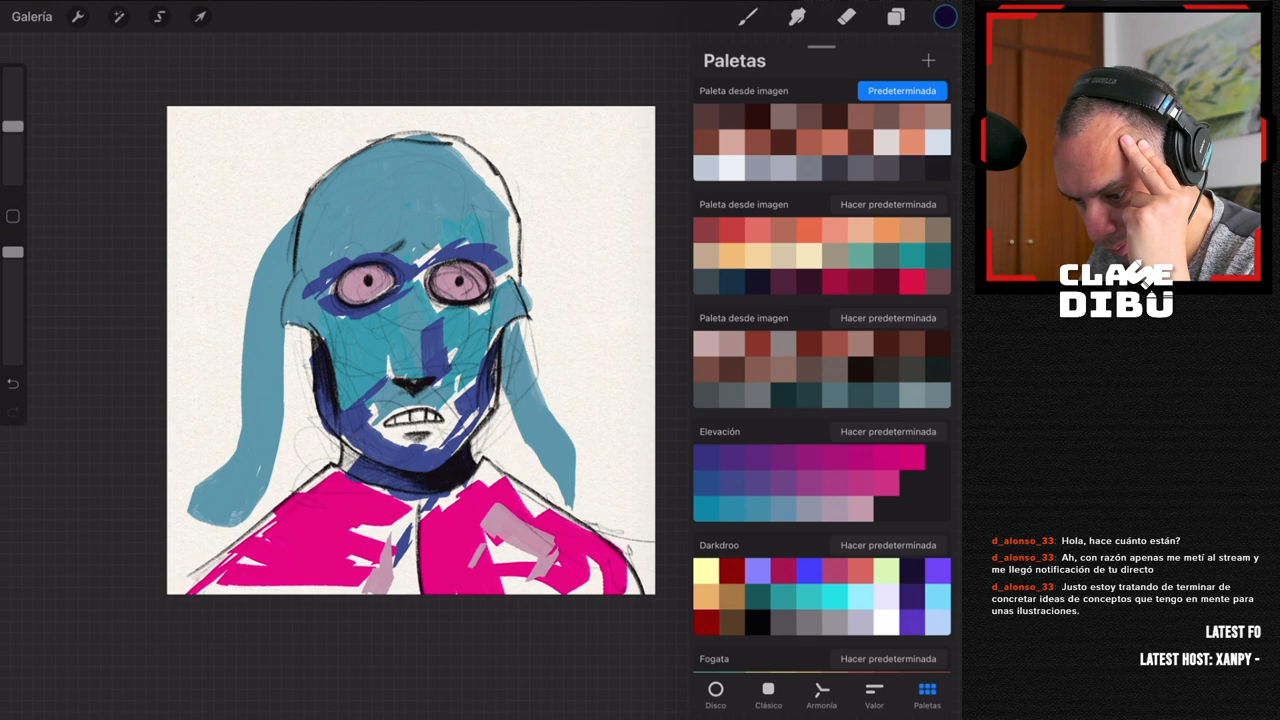 Galería
Paletas
Paleta desde imagen
Predeterminada
Paleta desde imagen
Hacer predeterminada
Paleta desde imagen
Hacer predeterminada
Elevación
Hacer predeterminada
Darkdroo
Hacer predeterminada
Fogata
Hacer predeterminada
Disco
Clásico
Armonía
Valor
Paletas
CLASE
DIBÚ
d_alonso_33: Hola, hace cuánto están?
d_alonso_33: Ah, con razón apenas me metí al stream y
me llegó notificación de tu directo
d_alonso_33: Justo estoy tratando de terminar de
concretar ideas de conceptos que tengo en mente para
unas ilustraciones.
LATEST FO
LATEST HOST: XANPY -